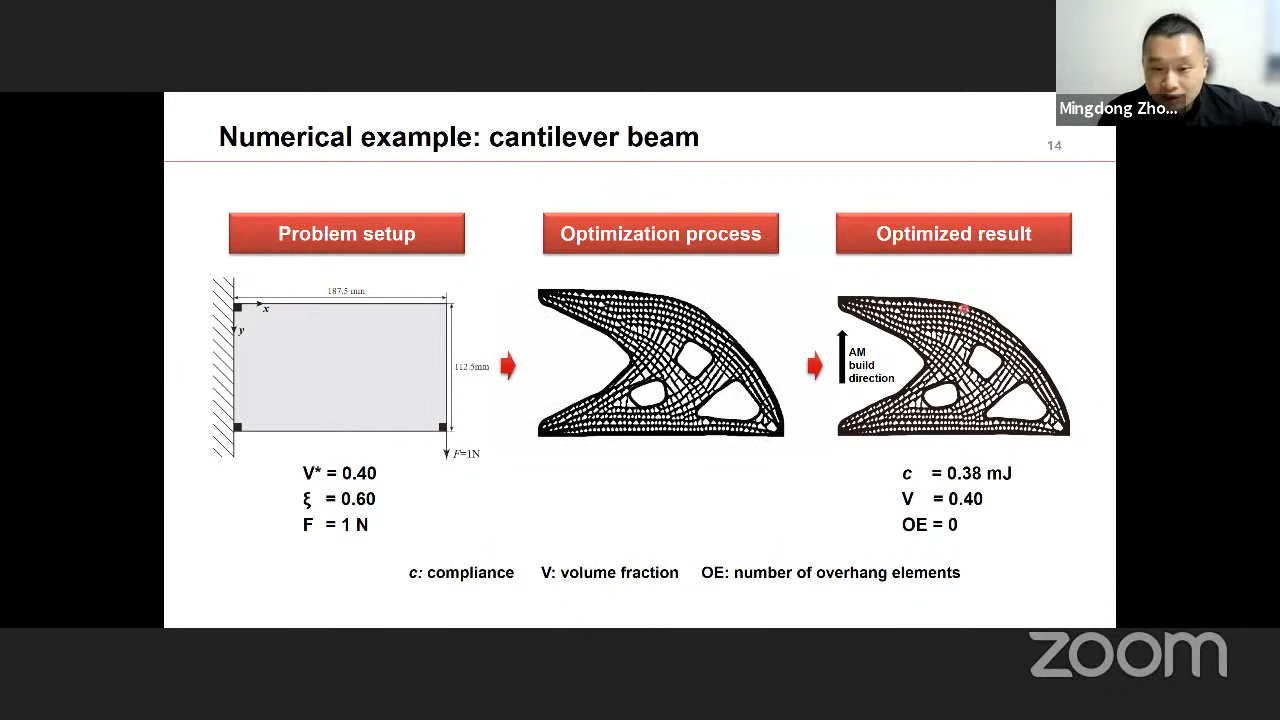 Mingdong Zho...
Numerical example: cantilever beam
14
Problem setup
Optimization process
Optimized result
187.5 mm
x
y
112.5mm
F=1N
AM
build
direction
V* = 0.40
ξ = 0.60
F = 1 N
c = 0.38 mJ
V = 0.40
OE = 0
c: compliance V: volume fraction OE: number of overhang elements
zoom